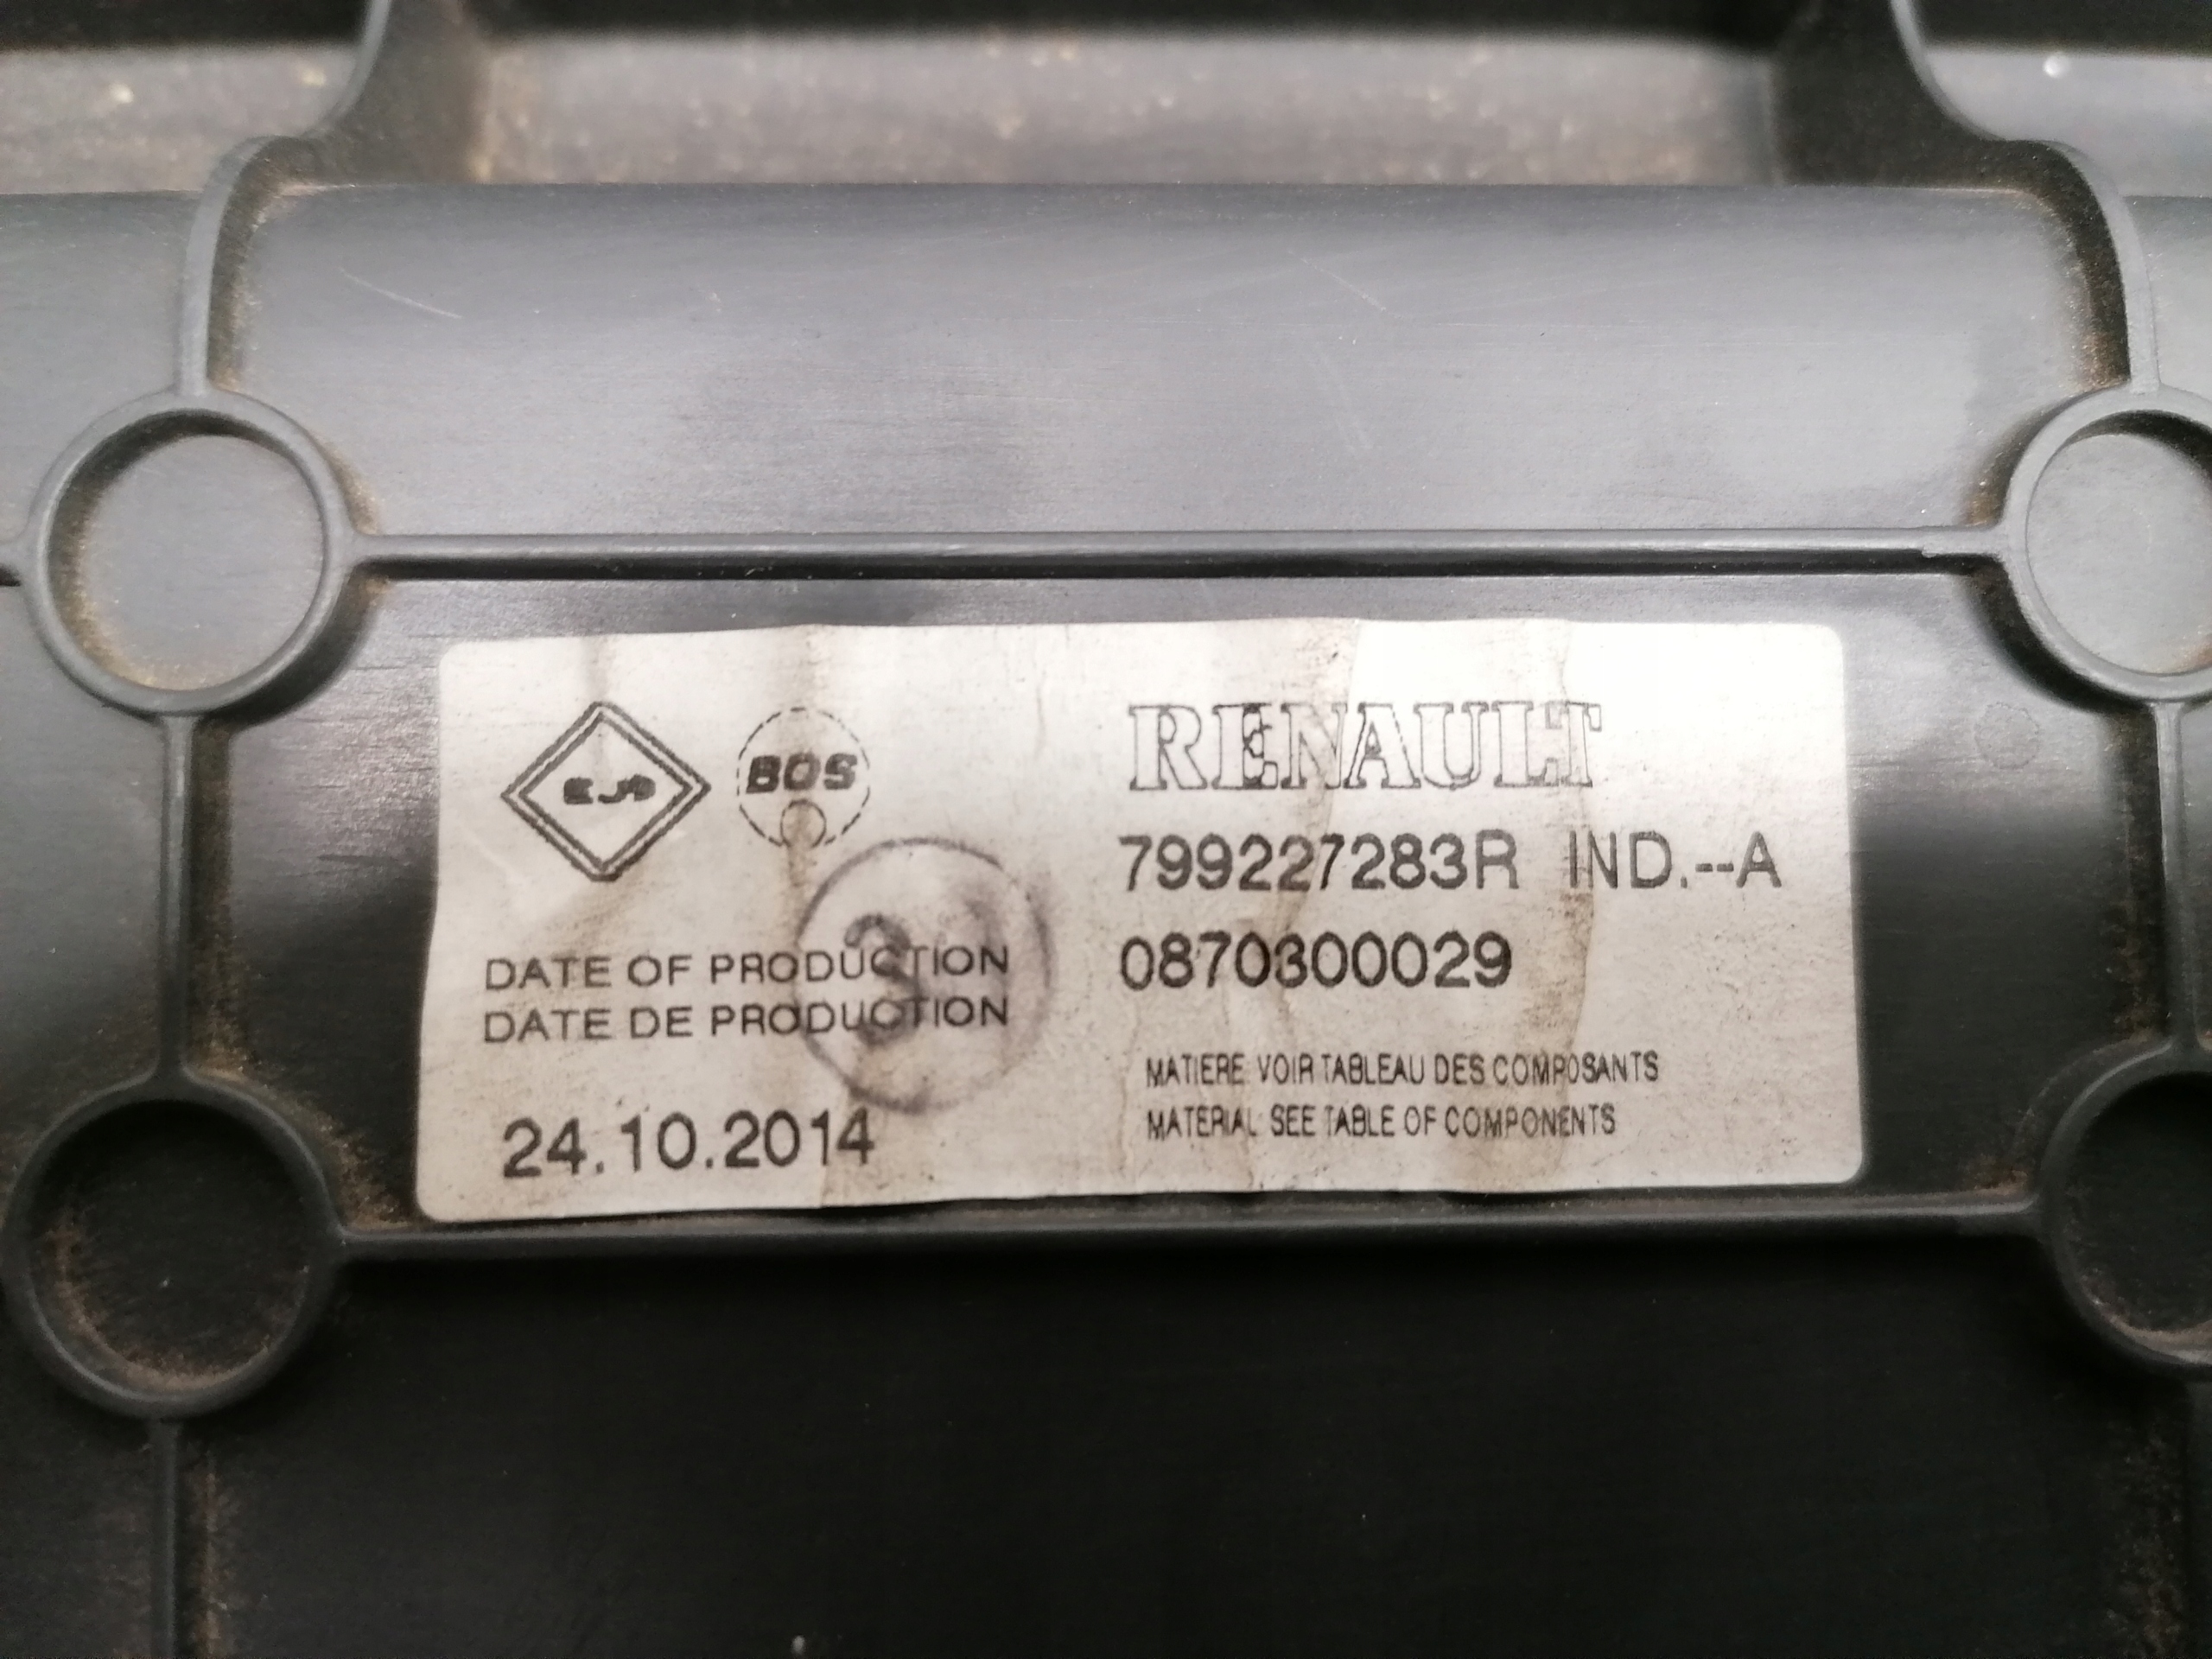 BOS
RENAULT
799227283R IND.--A
0870300029
DATE OF PRODUCTION
DATE DE PRODUCTION
24.10.2014
MATIERE VOIR TABLEAU DES COMPOSANTS
MATERIAL SEE TABLE OF COMPONENTS